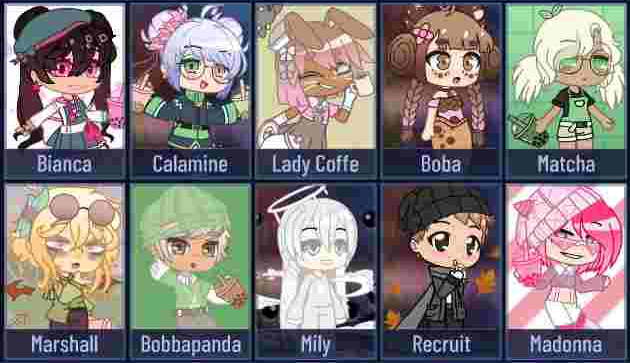 Bianca
Calamine
Lady Coffe
Boba
Matcha
Marshall
Bobbapanda
Mily
Recruit
Madonna